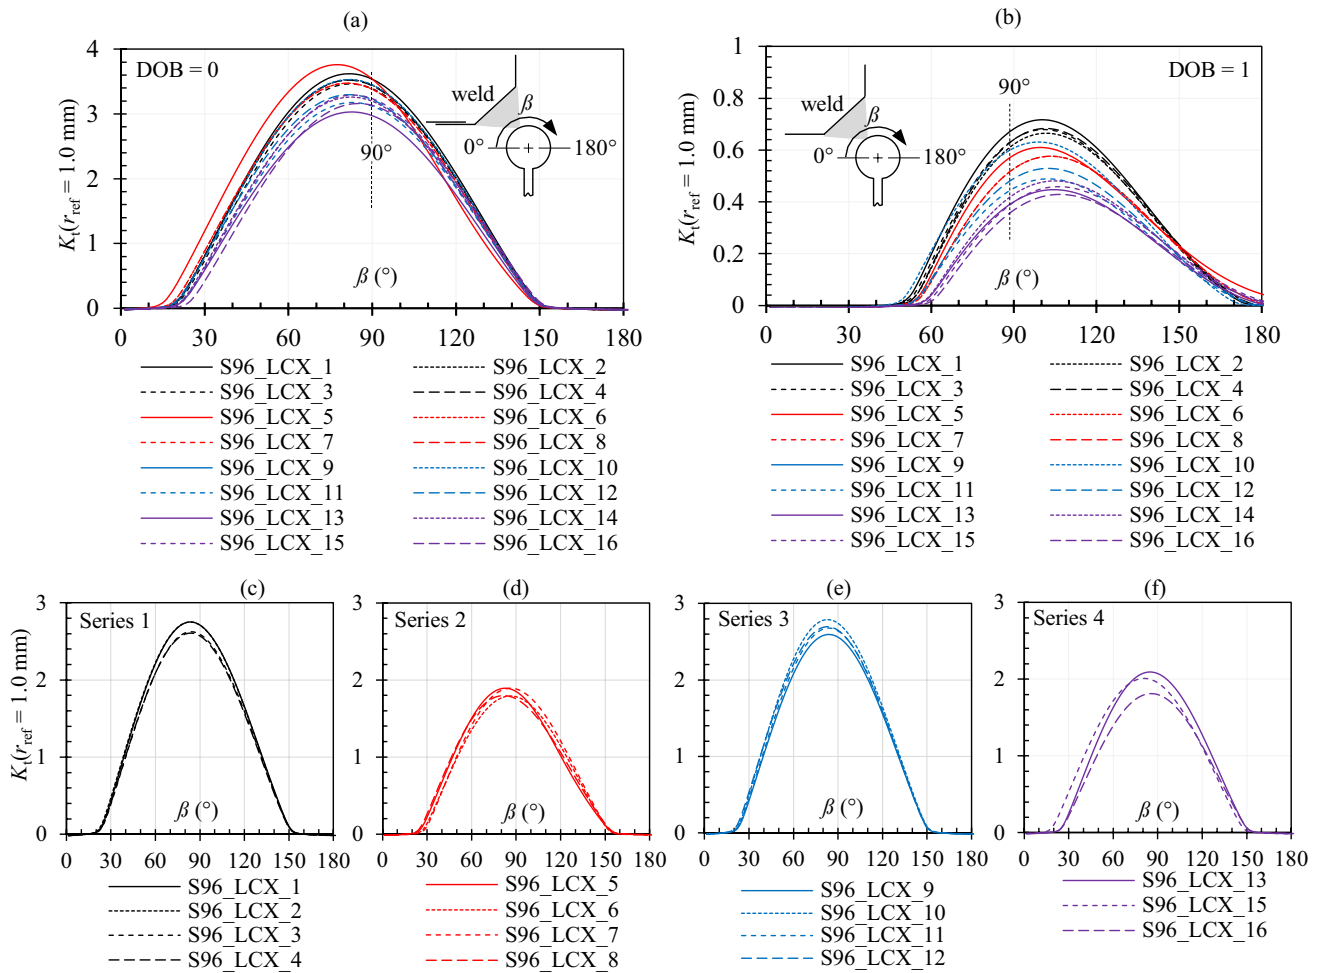 (a)
DOB = 0
weld
β
0°
180°
90°
K_t(r_ref = 1.0 mm)
4
3
2
1
0
β (°)
0 30 60 90 120 150 180
S96_LCX_1 S96_LCX_2
S96_LCX_3 S96_LCX_4
S96_LCX_5 S96_LCX_6
S96_LCX_7 S96_LCX_8
S96_LCX_9 S96_LCX_10
S96_LCX_11 S96_LCX_12
S96_LCX_13 S96_LCX_14
S96_LCX_15 S96_LCX_16
(b)
DOB = 1
weld
β
0°
180°
90°
K_t(r_ref = 1.0 mm)
1
0.8
0.6
0.4
0.2
0
β (°)
0 30 60 90 120 150 180
S96_LCX_1 S96_LCX_2
S96_LCX_3 S96_LCX_4
S96_LCX_5 S96_LCX_6
S96_LCX_7 S96_LCX_8
S96_LCX_9 S96_LCX_10
S96_LCX_11 S96_LCX_12
S96_LCX_13 S96_LCX_14
S96_LCX_15 S96_LCX_16
(c)
Series 1
K_t(r_ref = 1.0 mm)
3
2
1
0
β (°)
0 30 60 90 120 150 180
S96_LCX_1
S96_LCX_2
S96_LCX_3
S96_LCX_4
(d)
Series 2
3
2
1
0
β (°)
0 30 60 90 120 150 180
S96_LCX_5
S96_LCX_6
S96_LCX_7
S96_LCX_8
(e)
Series 3
3
2
1
0
β (°)
0 30 60 90 120 150 180
S96_LCX_9
S96_LCX_10
S96_LCX_11
S96_LCX_12
(f)
Series 4
3
2
1
0
β (°)
0 30 60 90 120 150 180
S96_LCX_13
S96_LCX_15
S96_LCX_16